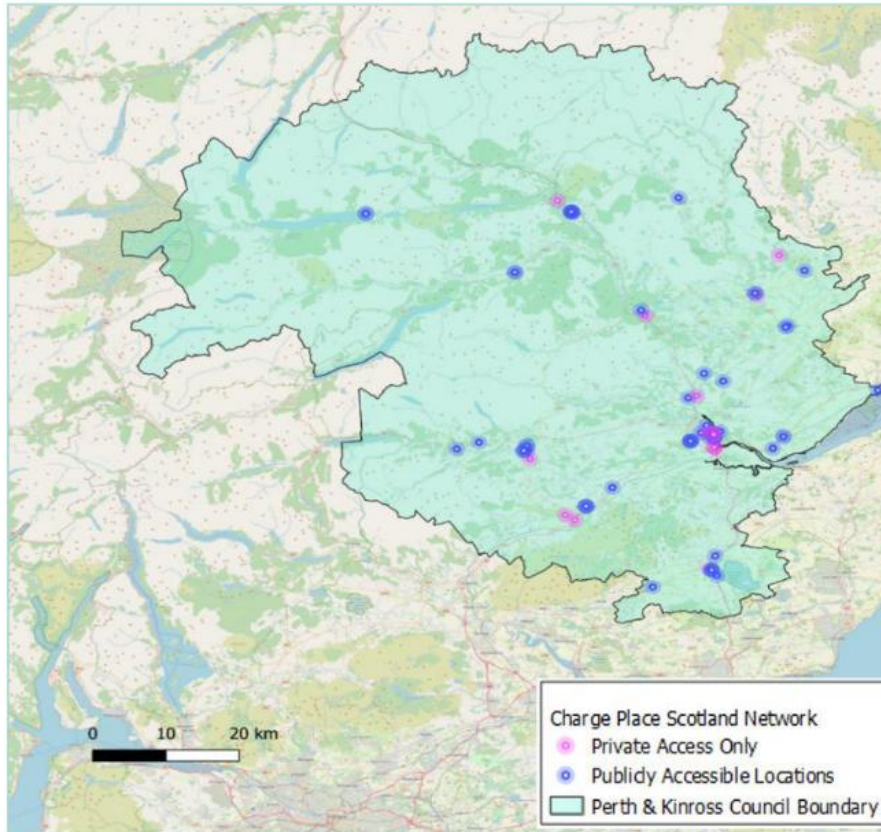 Charge Place Scotland Network
Private Access Only
Publicly Accessible Locations
Perth & Kinross Council Boundary
0 10 20 km